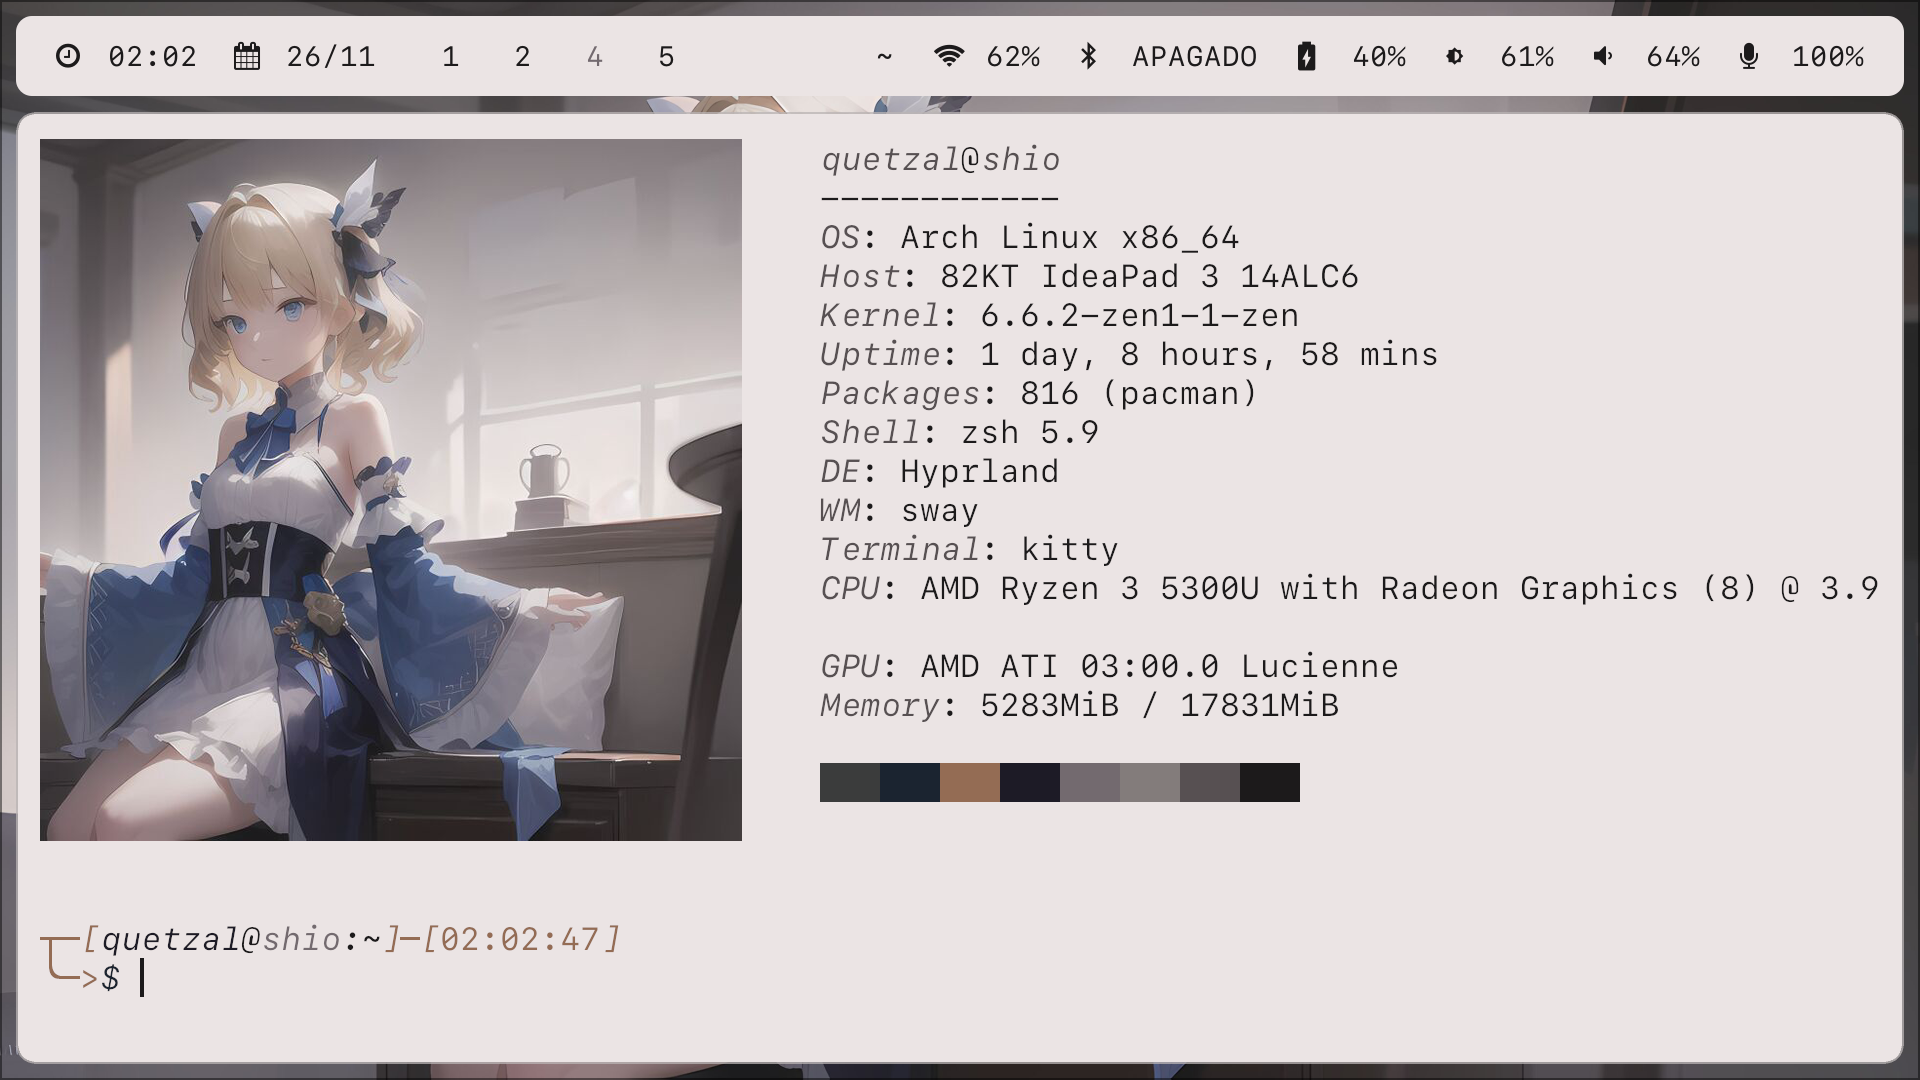 02:02 26/11 1 2 4 5 ~ 62% APAGADO 40% 61% 64% 100%
quetzal@shio
------------
OS: Arch Linux x86_64
Host: 82KT IdeaPad 3 14ALC6
Kernel: 6.6.2-zen1-1-zen
Uptime: 1 day, 8 hours, 58 mins
Packages: 816 (pacman)
Shell: zsh 5.9
DE: Hyprland
WM: sway
Terminal: kitty
CPU: AMD Ryzen 3 5300U with Radeon Graphics (8) @ 3.9
GPU: AMD ATI 03:00.0 Lucienne
Memory: 5283MiB / 17831MiB
┌─[quetzal@shio:~]─[02:02:47]
╰─>$